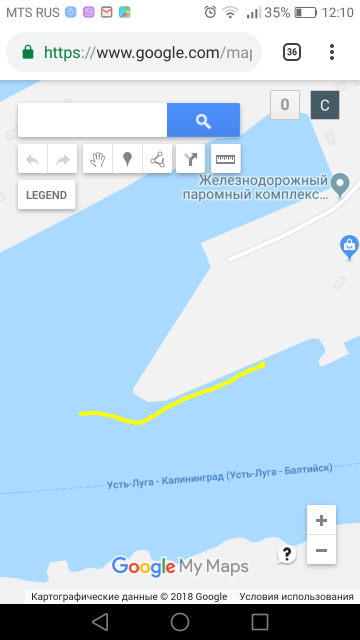 MTS RUS 35% 12:10
https://www.google.com/map
36
0 C
LEGEND
Железнодорожный
паромный комплекс...
Усть-Луга - Калининград (Усть-Луга - Балтийск)
+
?
−
Google My Maps
Картографические данные © 2018 Google Условия использования